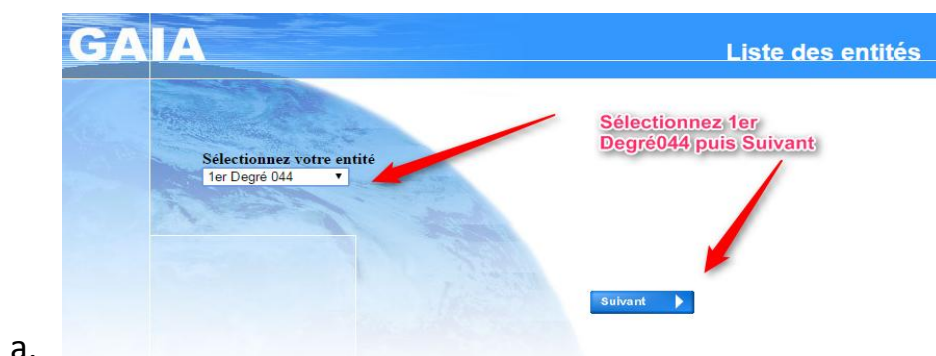 GAIA
Liste des entités
Sélectionnez 1er
Degré044 puis Suivant
Sélectionnez votre entité
1er Degré 044
Suivant
a.